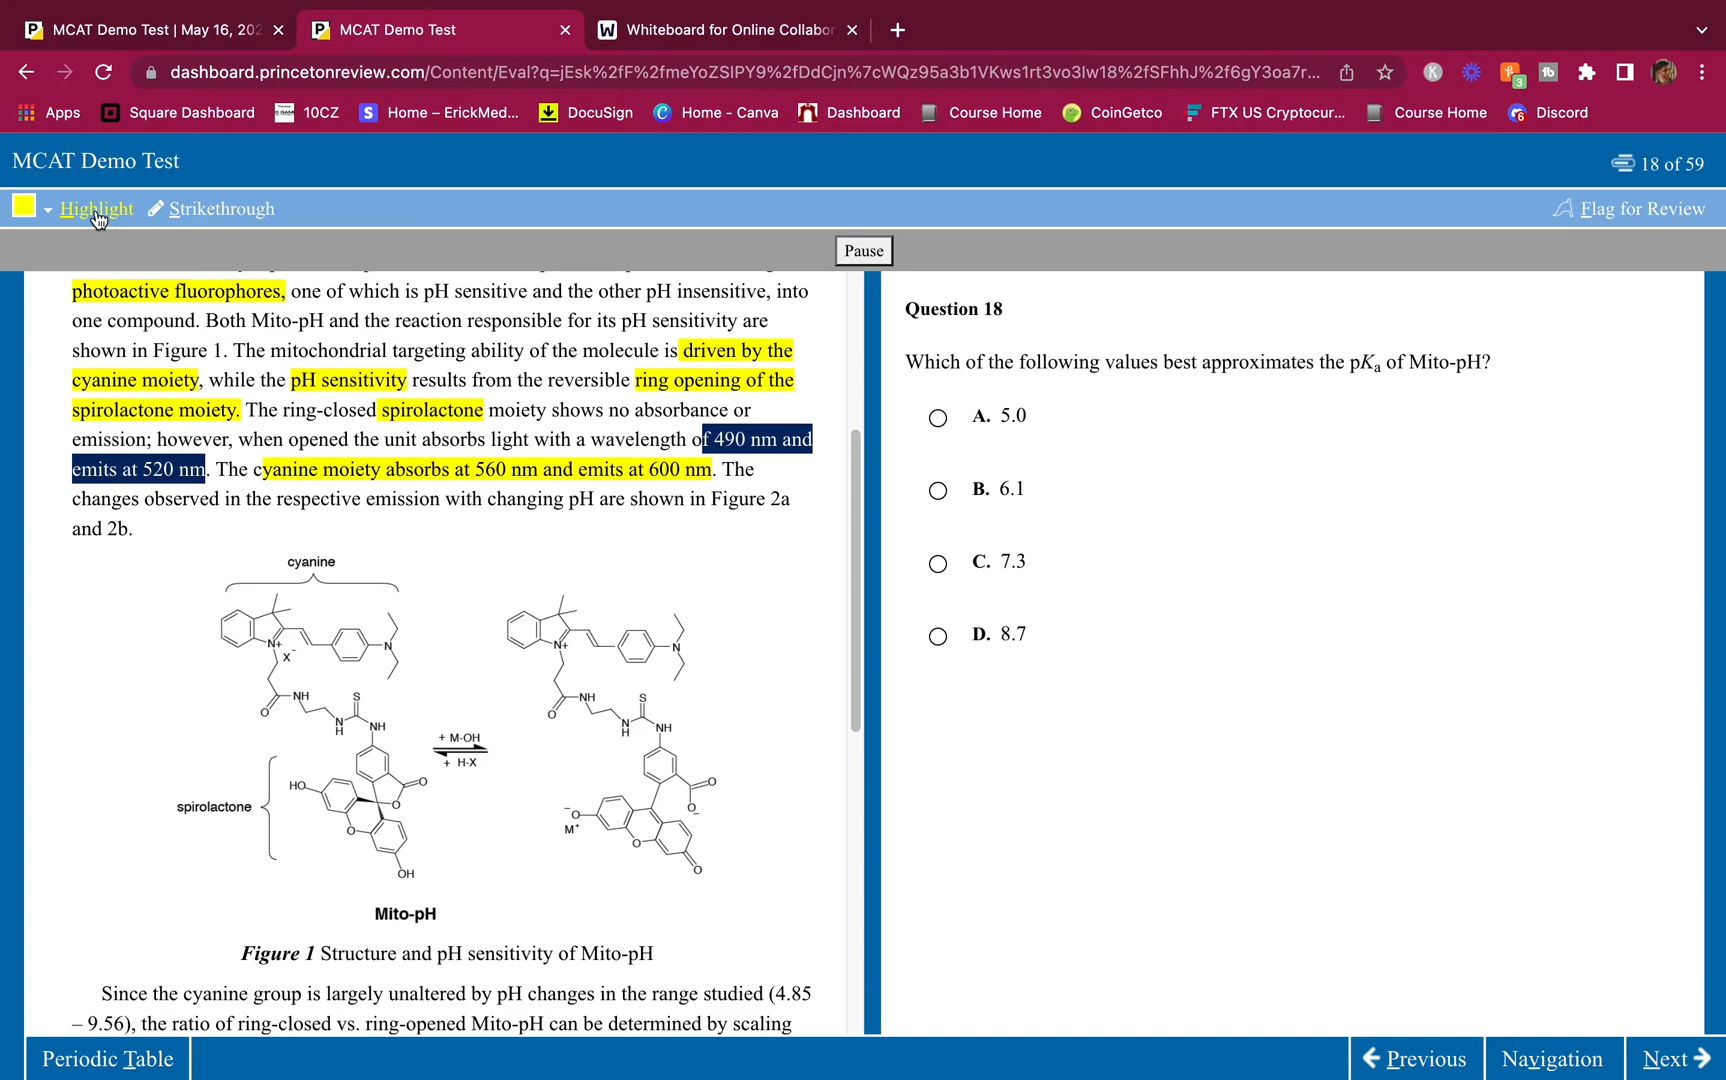 MCAT Demo Test | May 16, 202
MCAT Demo Test
Whiteboard for Online Collabor
dashboard.princetonreview.com/Content/Eval?q=jEsk%2fF%2fmeYoZSlPY9%2fDdCjn%7cWQz95a3b1VKws1rt3vo3Iw18%2fSFhhJ%2f6gY3oa7r...
Apps
Square Dashboard
10CZ
Home – ErickMed...
DocuSign
Home - Canva
Dashboard
Course Home
CoinGetco
FTX US Cryptocur...
Course Home
Discord
MCAT Demo Test
18 of 59
Highlight
Strikethrough
Flag for Review
Pause
photoactive fluorophores, one of which is pH sensitive and the other pH insensitive, into
one compound. Both Mito-pH and the reaction responsible for its pH sensitivity are
shown in Figure 1. The mitochondrial targeting ability of the molecule is driven by the
cyanine moiety, while the pH sensitivity results from the reversible ring opening of the
spirolactone moiety. The ring-closed spirolactone moiety shows no absorbance or
emission; however, when opened the unit absorbs light with a wavelength of 490 nm and
emits at 520 nm. The cyanine moiety absorbs at 560 nm and emits at 600 nm. The
changes observed in the respective emission with changing pH are shown in Figure 2a
and 2b.
cyanine
N+
X-
N
O
NH
N
H
S
NH
HO
O
O
O
OH
spirolactone
+ M-OH
+ H-X
N+
N
O
NH
N
H
S
NH
O
O
-
-O
M+
O
O
Mito-pH
Figure 1 Structure and pH sensitivity of Mito-pH
Since the cyanine group is largely unaltered by pH changes in the range studied (4.85
– 9.56), the ratio of ring-closed vs. ring-opened Mito-pH can be determined by scaling
Question 18
Which of the following values best approximates the pKa of Mito-pH?
A. 5.0
B. 6.1
C. 7.3
D. 8.7
Periodic Table
Previous
Navigation
Next